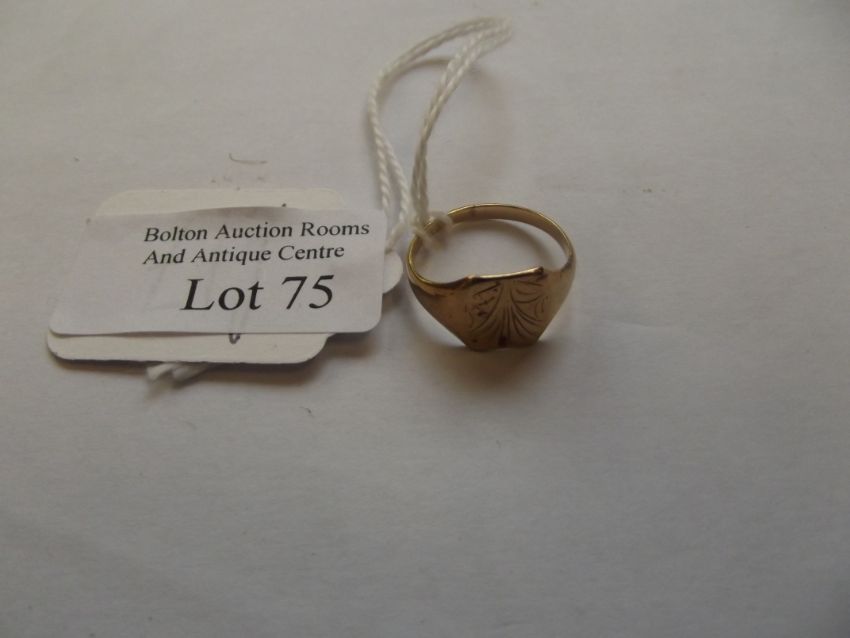 Bolton Auction Rooms
And Antique Centre
Lot 75